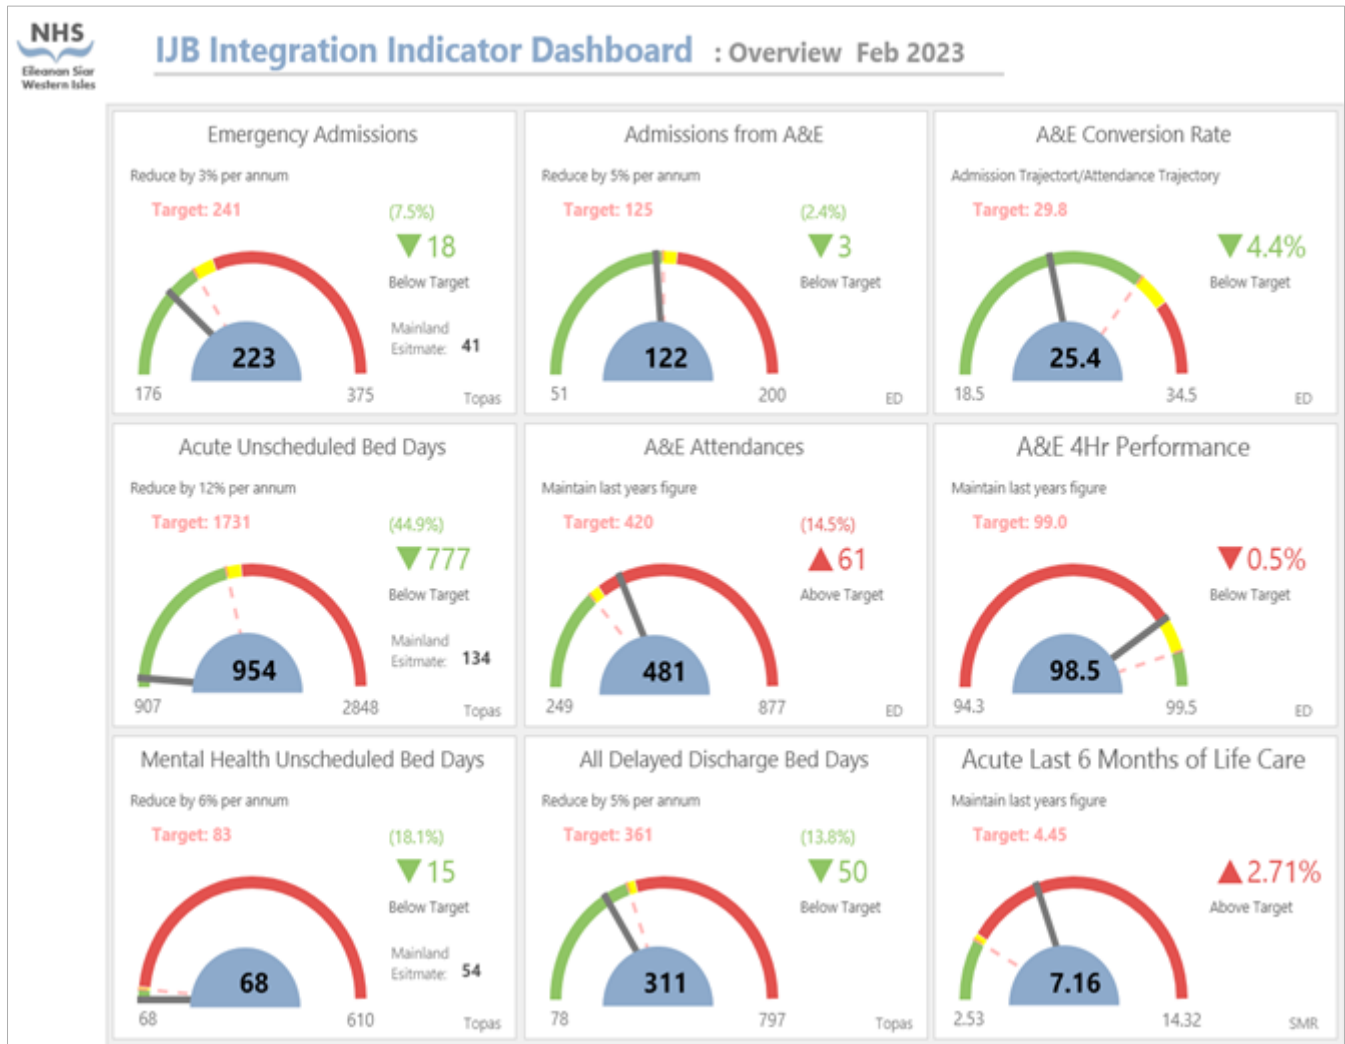 NHS
Eileanan Siar
Western Isles
IJB Integration Indicator Dashboard : Overview Feb 2023
Emergency Admissions
Reduce by 3% per annum
Target: 241
(7.5%)
▼18
Below Target
Mainland
Esitmate: 41
223
176
375
Topas
Admissions from A&E
Reduce by 5% per annum
Target: 125
(2.4%)
▼3
Below Target
122
51
200
ED
A&E Conversion Rate
Admission Trajectort/Attendance Trajectory
Target: 29.8
▼4.4%
Below Target
25.4
18.5
34.5
ED
Acute Unscheduled Bed Days
Reduce by 12% per annum
Target: 1731
(44.9%)
▼777
Below Target
Mainland
Esitmate: 134
954
907
2848
Topas
A&E Attendances
Maintain last years figure
Target: 420
(14.5%)
▲61
Above Target
481
249
877
ED
A&E 4Hr Performance
Maintain last years figure
Target: 99.0
▼0.5%
Below Target
98.5
94.3
99.5
ED
Mental Health Unscheduled Bed Days
Reduce by 6% per annum
Target: 83
(18.1%)
▼15
Below Target
Mainland
Esitmate: 54
68
68
610
Topas
All Delayed Discharge Bed Days
Reduce by 5% per annum
Target: 361
(13.8%)
▼50
Below Target
311
78
797
Topas
Acute Last 6 Months of Life Care
Maintain last years figure
Target: 4.45
▲2.71%
Above Target
7.16
2.53
14.32
SMR